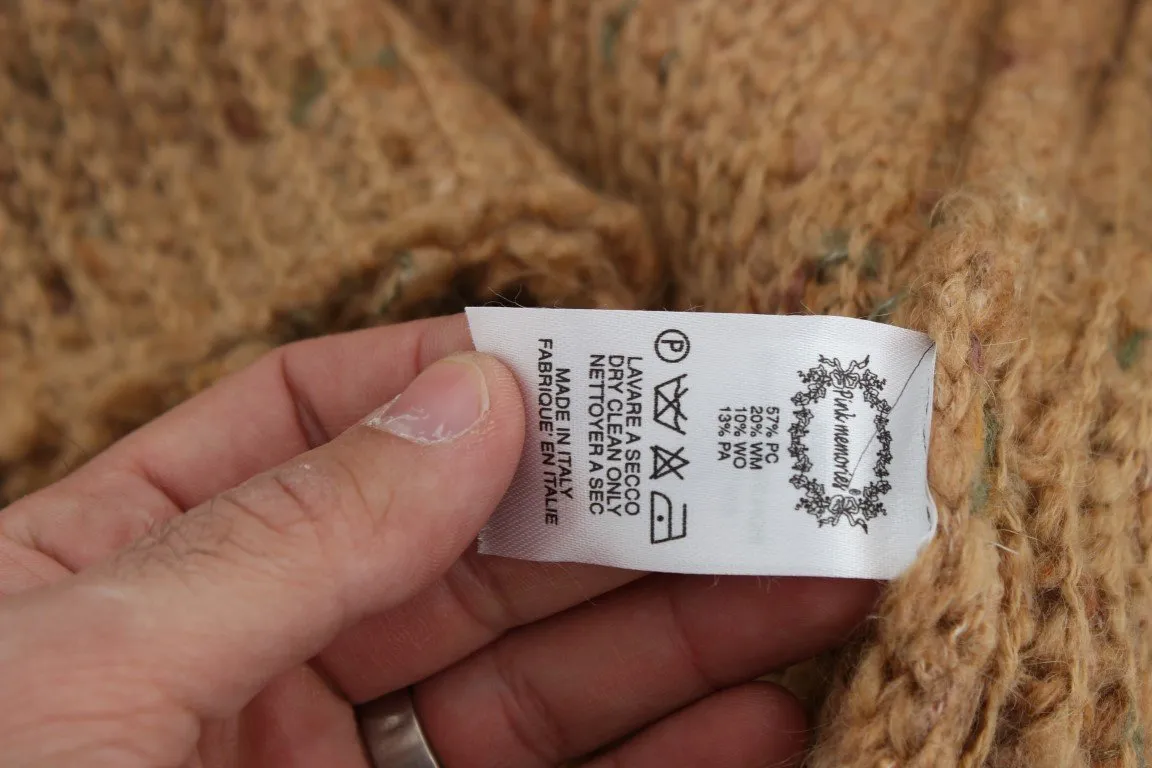 Pink memories
57% PC
20% WM
10% WO
13% PA
P
LAVARE A SECCO
DRY CLEAN ONLY
NETTOYER A SEC
MADE IN ITALY
FABRIQUE' EN ITALIE